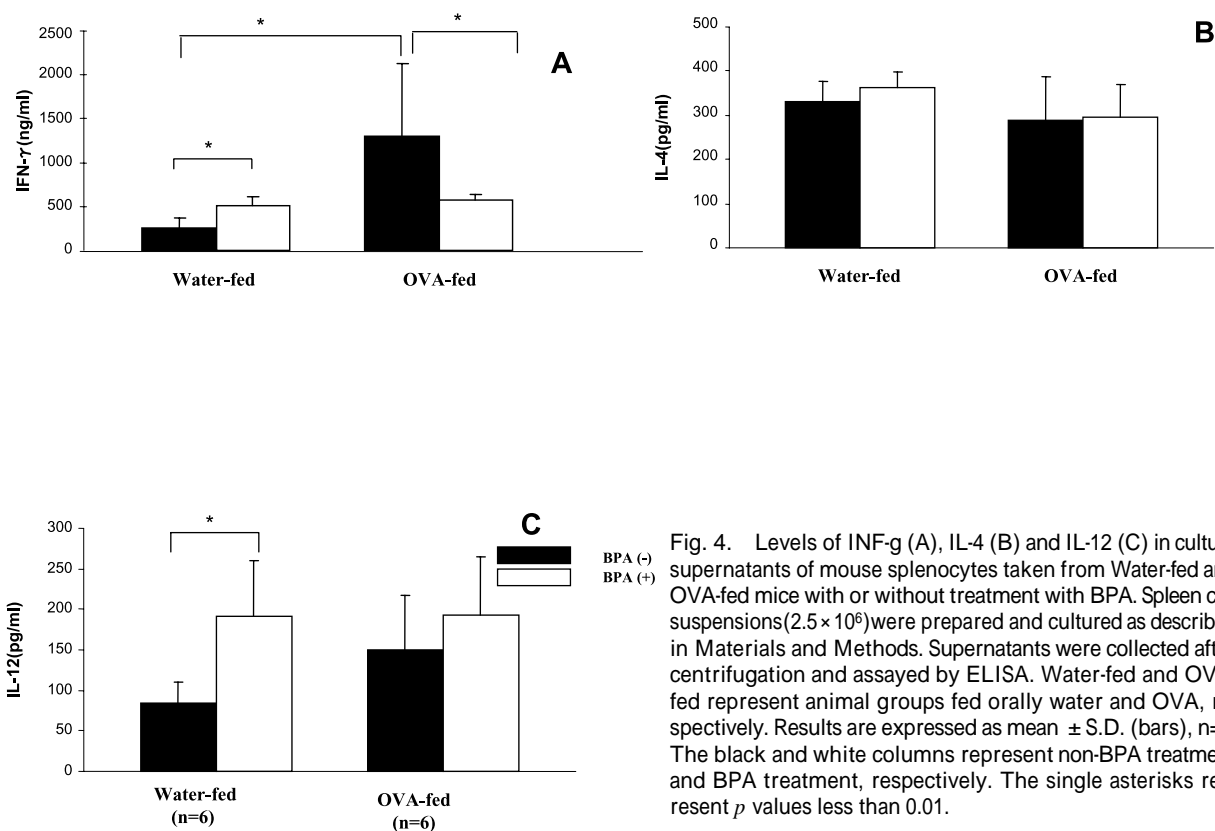 *
*
2500
2000
1500
1000
500
0
IFN-γ(ng/ml)
A
*
Water-fed
OVA-fed
500
400
300
200
100
0
IL-4(pg/ml)
B
Water-fed
OVA-fed
300
250
200
150
100
50
0
IL-12(pg/ml)
*
C
BPA (-)
BPA (+)
Water-fed
(n=6)
OVA-fed
(n=6)
Fig. 4. Levels of INF-g (A), IL-4 (B) and IL-12 (C) in cultu
supernatants of mouse splenocytes taken from Water-fed a
OVA-fed mice with or without treatment with BPA. Spleen c
suspensions(2.5×10⁶)were prepared and cultured as describ
in Materials and Methods. Supernatants were collected aft
centrifugation and assayed by ELISA. Water-fed and OV
fed represent animal groups fed orally water and OVA, r
spectively. Results are expressed as mean ± S.D. (bars), n=
The black and white columns represent non-BPA treatme
and BPA treatment, respectively. The single asterisks re
resent p values less than 0.01.